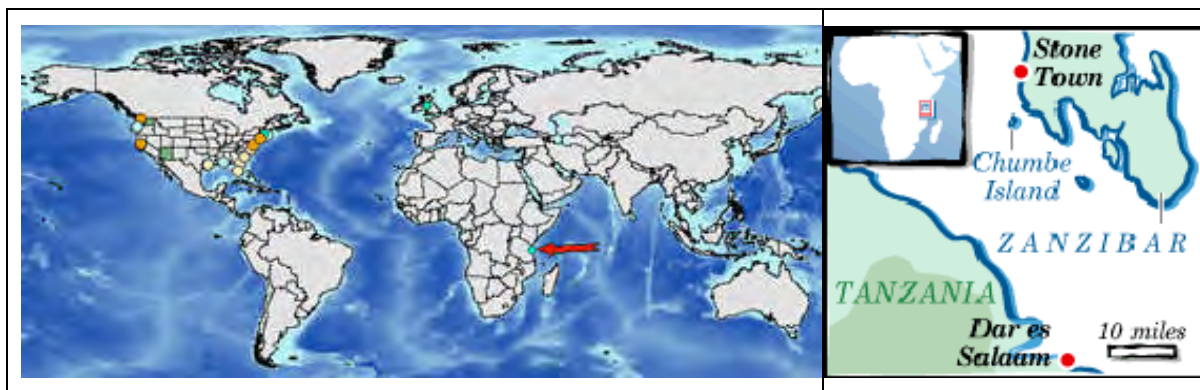 Stone
Town
Chumbe
Island
ZANZIBAR
TANZANIA
Dar es
Salaam
10 miles